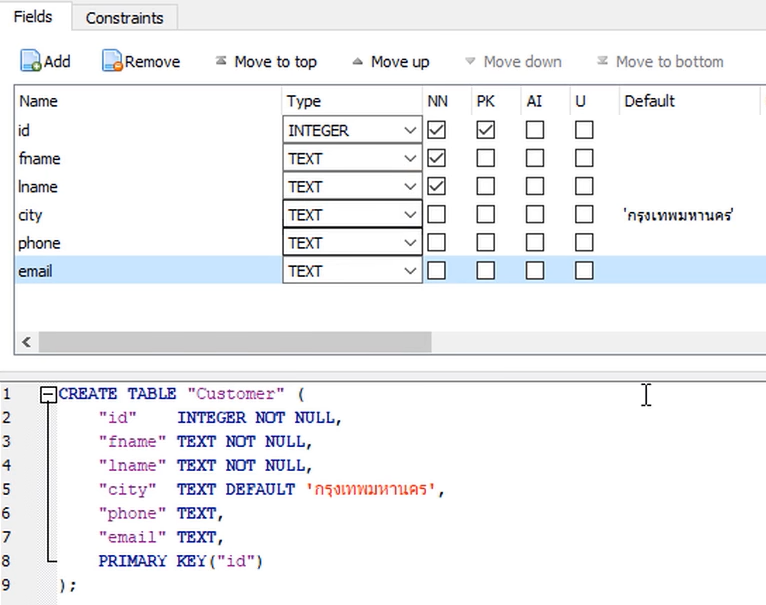 Fields Constraints
Add Remove Move to top Move up Move down Move to bottom
Name Type NN PK AI U Default
id INTEGER
fname TEXT
lname TEXT
city TEXT 'กรุงเทพมหานคร'
phone TEXT
email TEXT
1 CREATE TABLE "Customer" (
2 "id" INTEGER NOT NULL,
3 "fname" TEXT NOT NULL,
4 "lname" TEXT NOT NULL,
5 "city" TEXT DEFAULT 'กรุงเทพมหานคร',
6 "phone" TEXT,
7 "email" TEXT,
8 PRIMARY KEY("id")
9 );